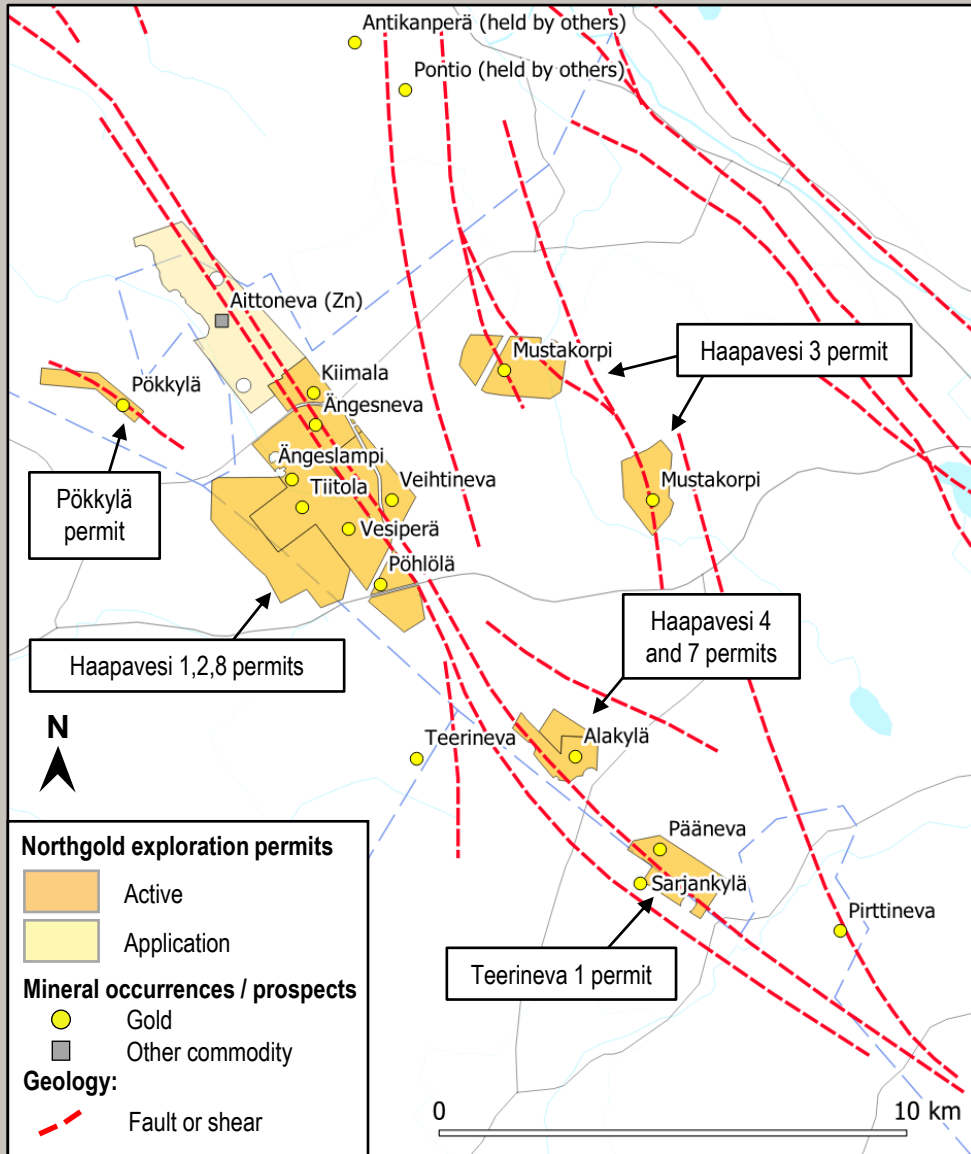 Antikanperä (held by others)
Pontio (held by others)
Aittoneva (Zn)
Mustakorpi
Haapavesi 3 permit
Kiimala
Pökkylä
Ängesneva
Ängeslampi
Tiitola
Veihtineva
Mustakorpi
Pökkylä
permit
Vesiperä
Pöhlölä
Haapavesi 4
and 7 permits
Haapavesi 1,2,8 permits
N
Teerineva
Alakylä
Pääneva
Sarjankylä
Pirttineva
Teerineva 1 permit
Northgold exploration permits
Active
Application
Mineral occurrences / prospects
Gold
Other commodity
Geology:
Fault or shear
0
10 km